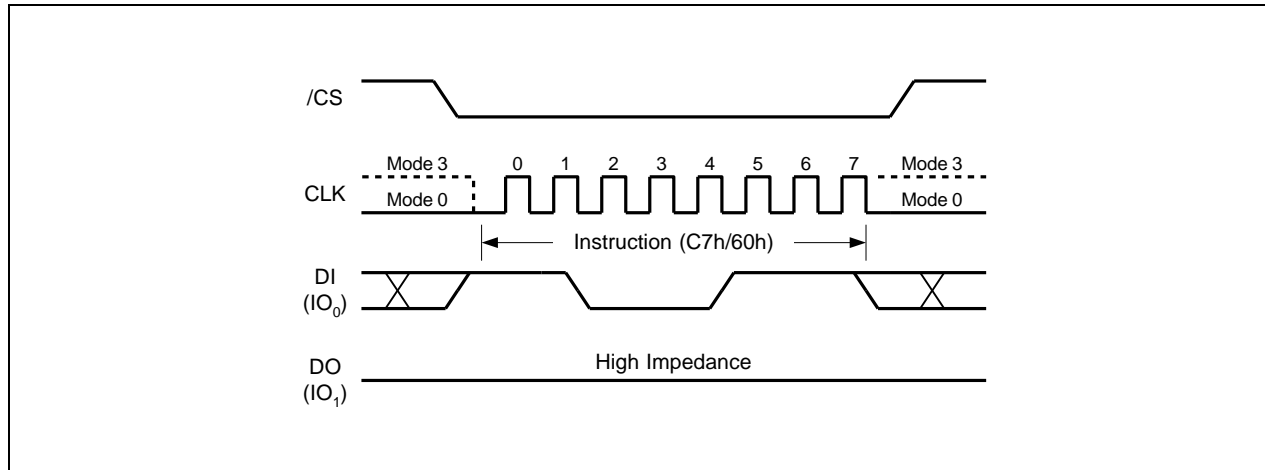 /CS
Mode 3 0 1 2 3 4 5 6 7 Mode 3
CLK
Mode 0 Mode 0
Instruction (C7h/60h)
DI
(IO₀)
High Impedance
DO
(IO₁)